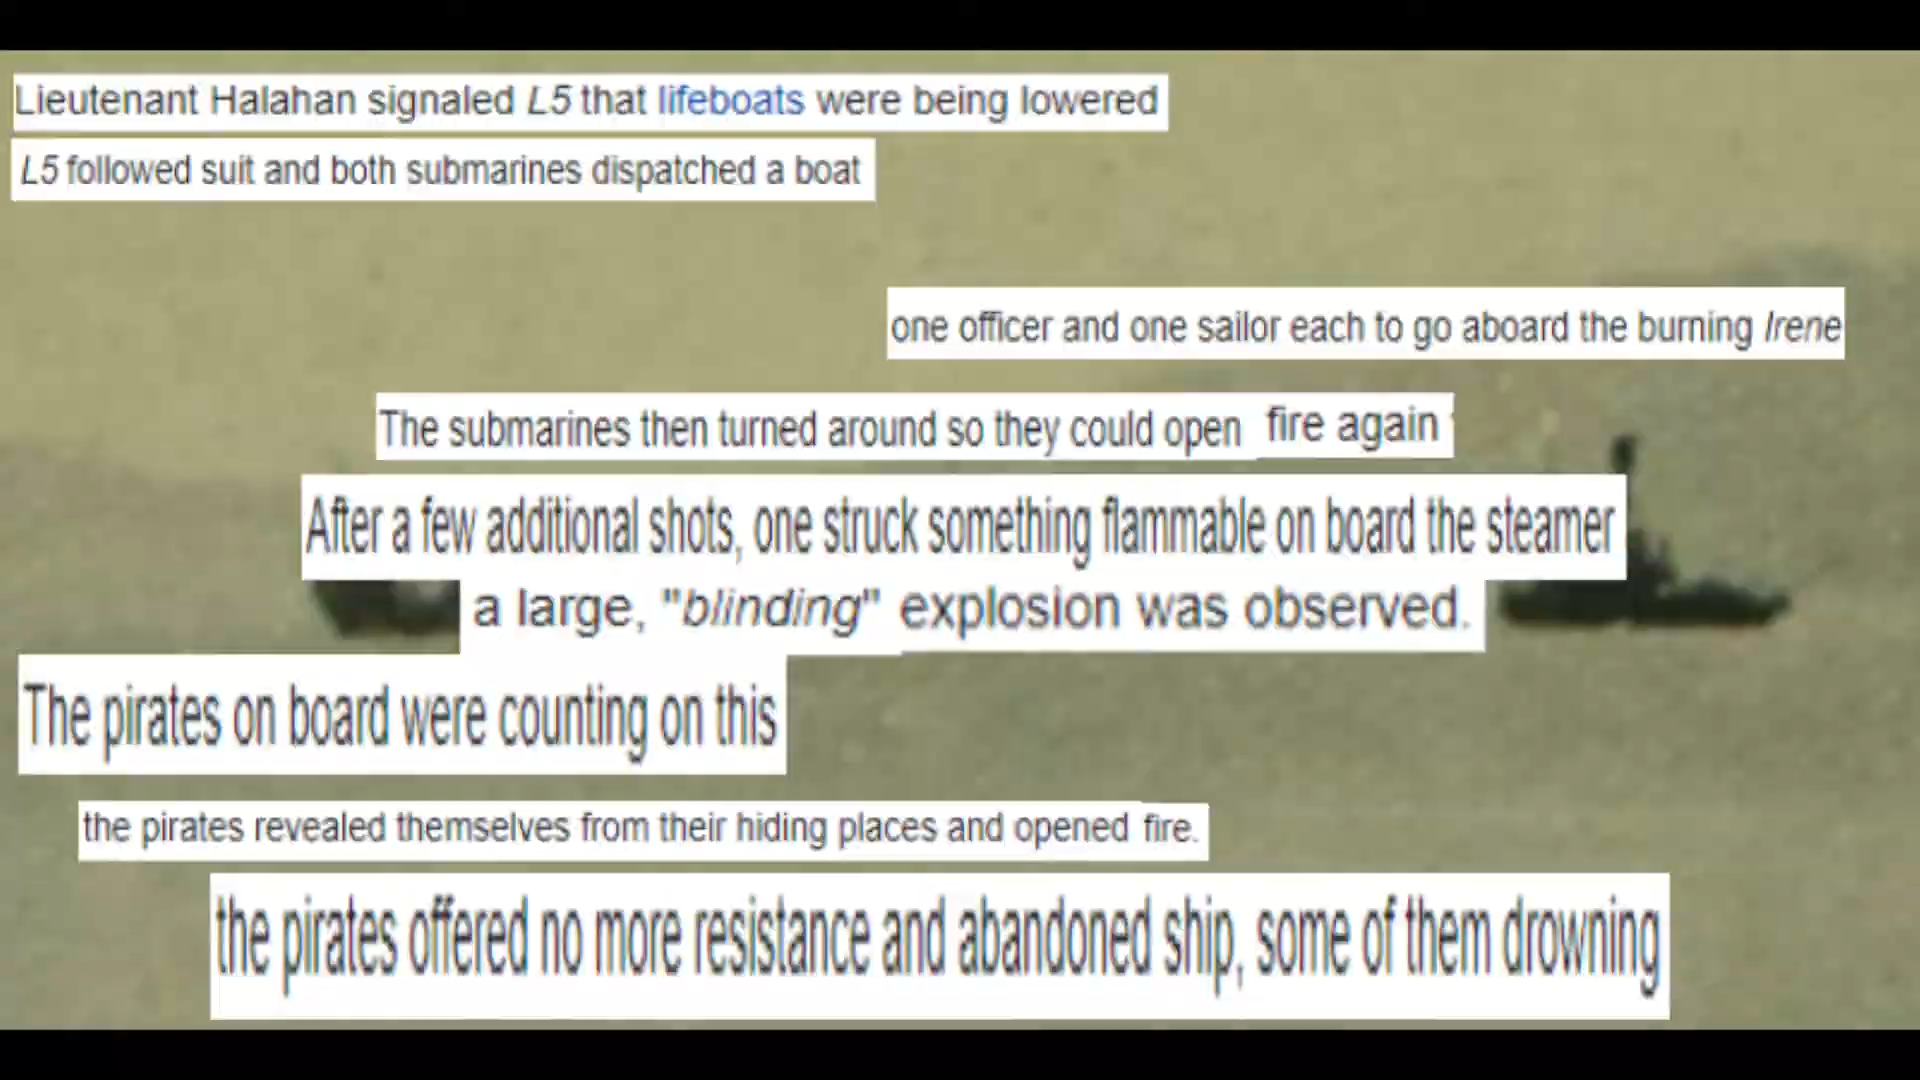 Lieutenant Halahan signaled L5 that lifeboats were being lowered
L5 followed suit and both submarines dispatched a boat
one officer and one sailor each to go aboard the burning Irene
The submarines then turned around so they could open fire again
After a few additional shots, one struck something flammable on board the steamer
a large, "blinding" explosion was observed.
The pirates on board were counting on this
the pirates revealed themselves from their hiding places and opened fire.
the pirates offered no more resistance and abandoned ship, some of them drowning